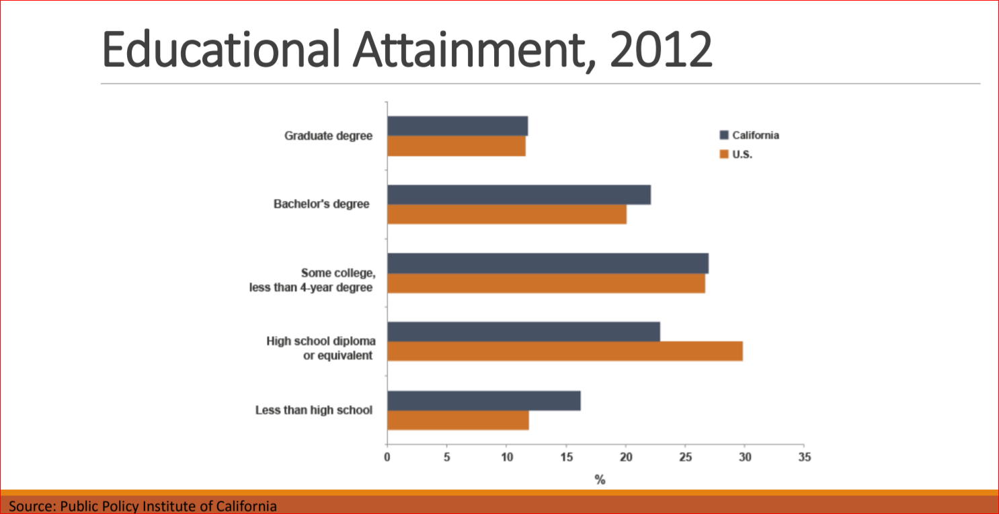 Educational Attainment, 2012
Graduate degree
California
U.S.
Bachelor's degree
Some college,
less than 4-year degree
High school diploma
or equivalent
Less than high school
0 5 10 15 20 25 30 35
%
Source: Public Policy Institute of California